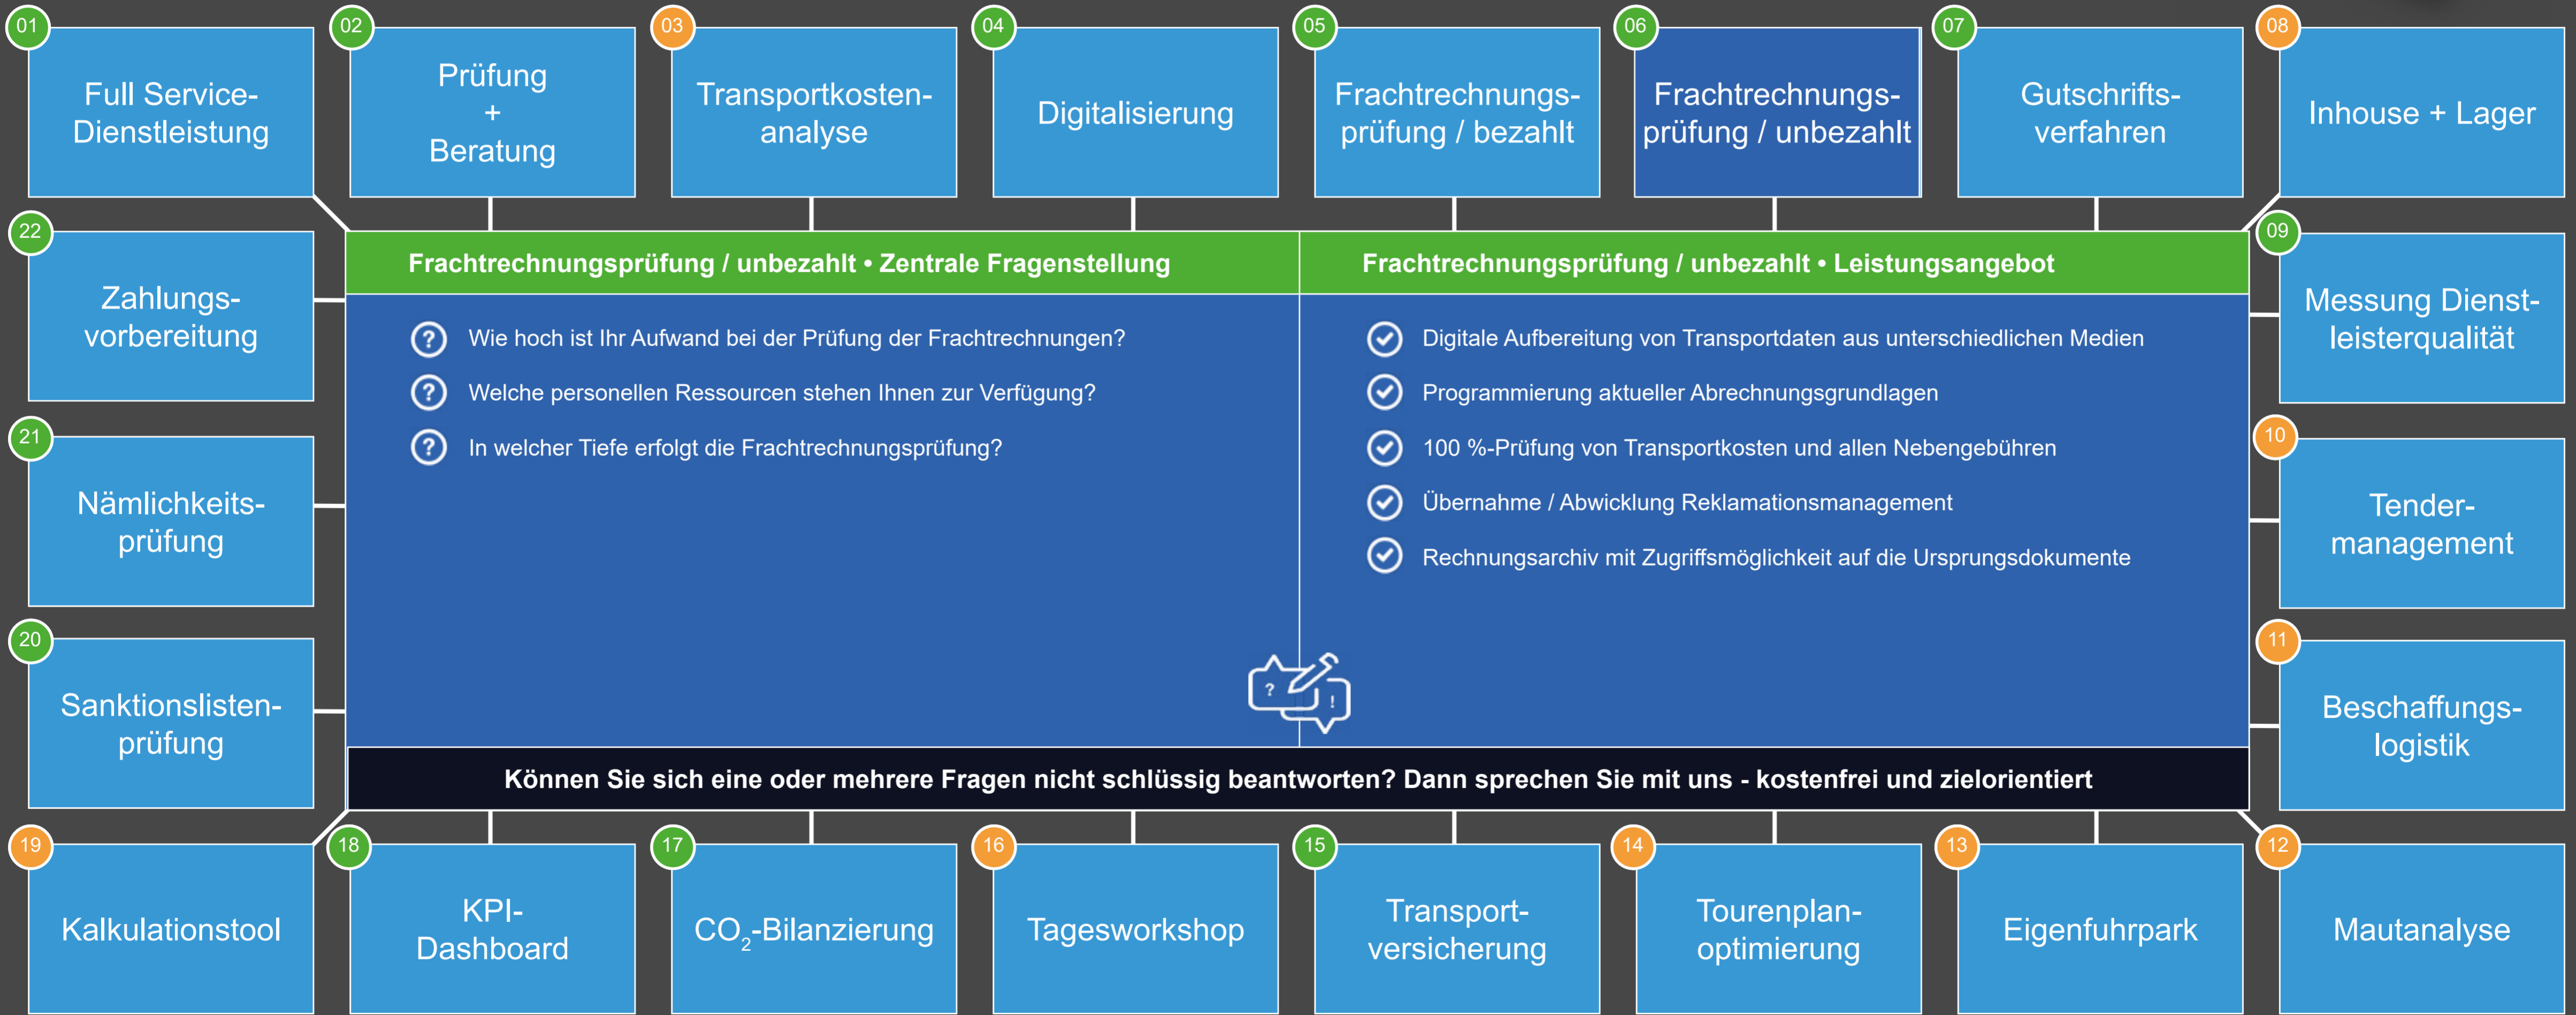 01
Full Service-
Dienstleistung
02
Prüfung
+
Beratung
03
Transportkosten-
analyse
04
Digitalisierung
05
Frachtrechnungs-
prüfung / bezahlt
06
Frachtrechnungs-
prüfung / unbezahlt
07
Gutschrifts-
verfahren
08
Inhouse + Lager
22
Zahlungs-
vorbereitung
21
Nämlichkeits-
prüfung
20
Sanktionslisten-
prüfung
Frachtrechnungsprüfung / unbezahlt • Zentrale Fragenstellung
? Wie hoch ist Ihr Aufwand bei der Prüfung der Frachtrechnungen?
? Welche personellen Ressourcen stehen Ihnen zur Verfügung?
? In welcher Tiefe erfolgt die Frachtrechnungsprüfung?
Frachtrechnungsprüfung / unbezahlt • Leistungsangebot
Digitale Aufbereitung von Transportdaten aus unterschiedlichen Medien
Programmierung aktueller Abrechnungsgrundlagen
100 %-Prüfung von Transportkosten und allen Nebengebühren
Übernahme / Abwicklung Reklamationsmanagement
Rechnungsarchiv mit Zugriffsmöglichkeit auf die Ursprungsdokumente
? !
Können Sie sich eine oder mehrere Fragen nicht schlüssig beantworten? Dann sprechen Sie mit uns - kostenfrei und zielorientiert
09
Messung Dienst-
leisterqualität
10
Tender-
management
11
Beschaffungs-
logistik
19
Kalkulationstool
18
KPI-
Dashboard
17
CO₂-Bilanzierung
16
Tagesworkshop
15
Transport-
versicherung
14
Tourenplan-
optimierung
13
Eigenfuhrpark
12
Mautanalyse